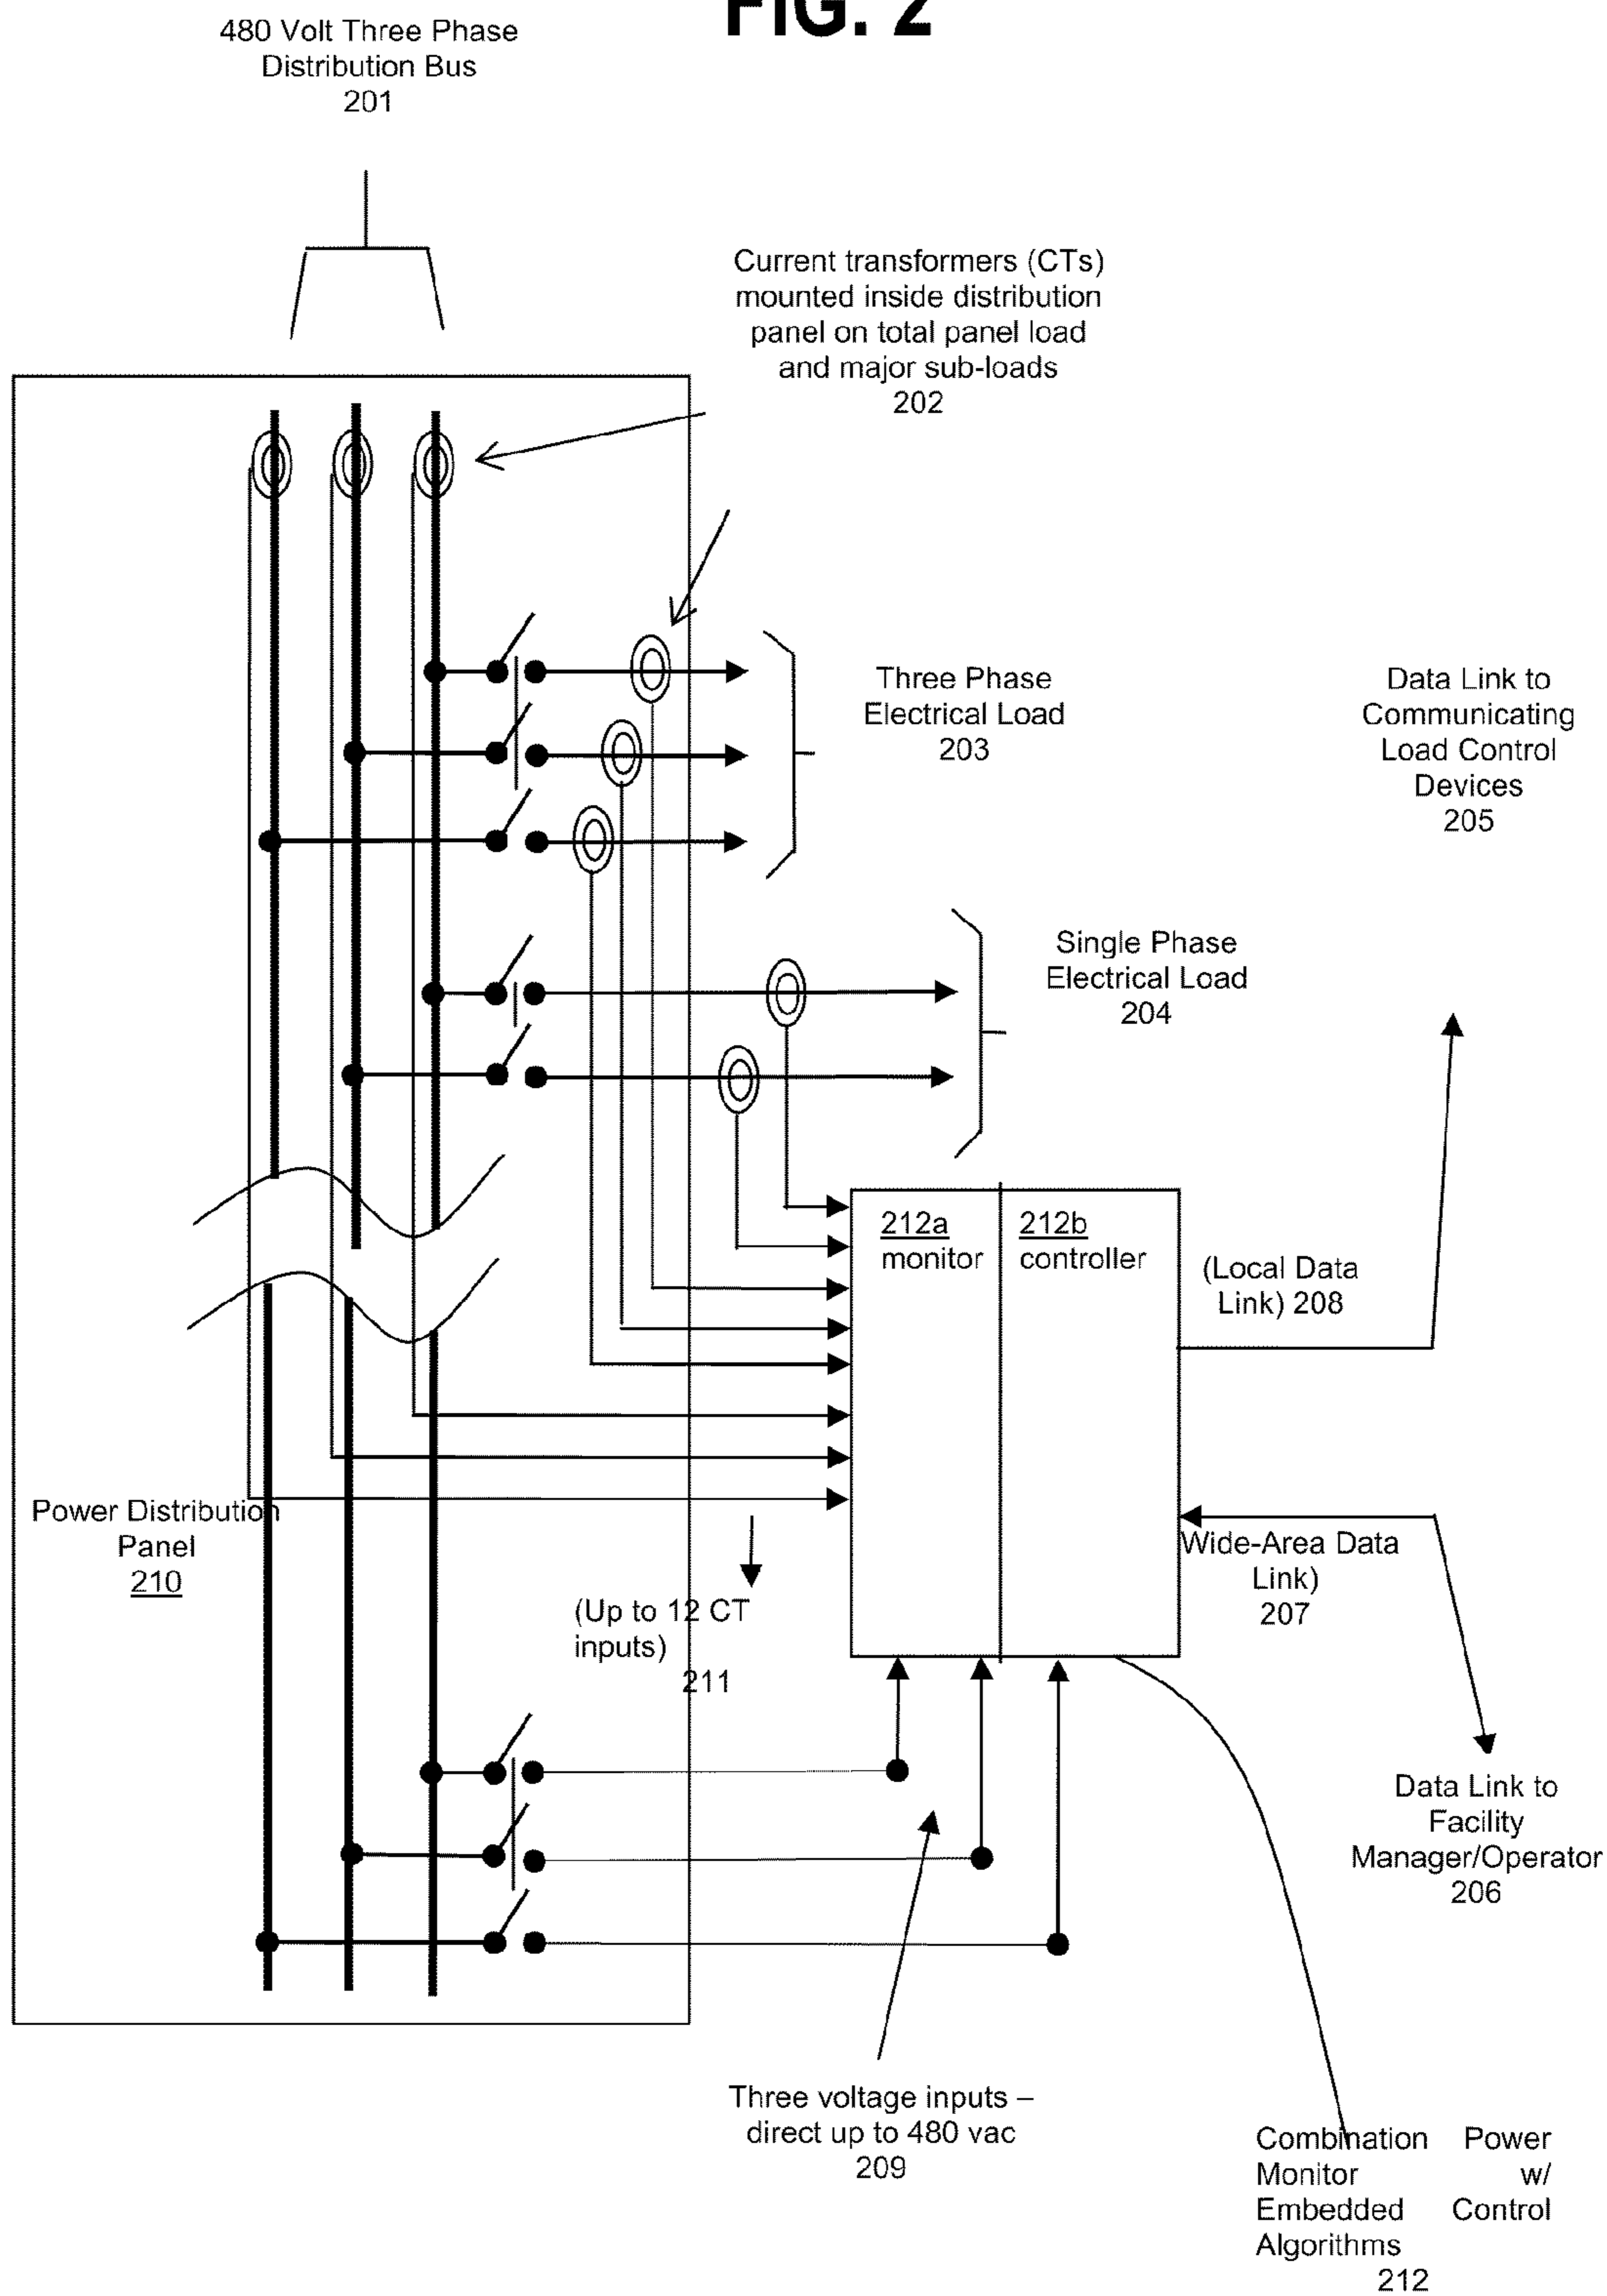 FIG. 2
480 Volt Three Phase
Distribution Bus
201
Current transformers (CTs)
mounted inside distribution
panel on total panel load
and major sub-loads
202
Three Phase
Electrical Load
203
Data Link to
Communicating
Load Control
Devices
205
Single Phase
Electrical Load
204
212a
monitor
212b
controller
(Local Data
Link) 208
Power Distribution
Panel
210
Wide-Area Data
Link)
207
(Up to 12 CT
inputs)
211
Data Link to
Facility
Manager/Operator
206
Three voltage inputs –
direct up to 480 vac
209
Combination Power
Monitor w/
Embedded Control
Algorithms
212